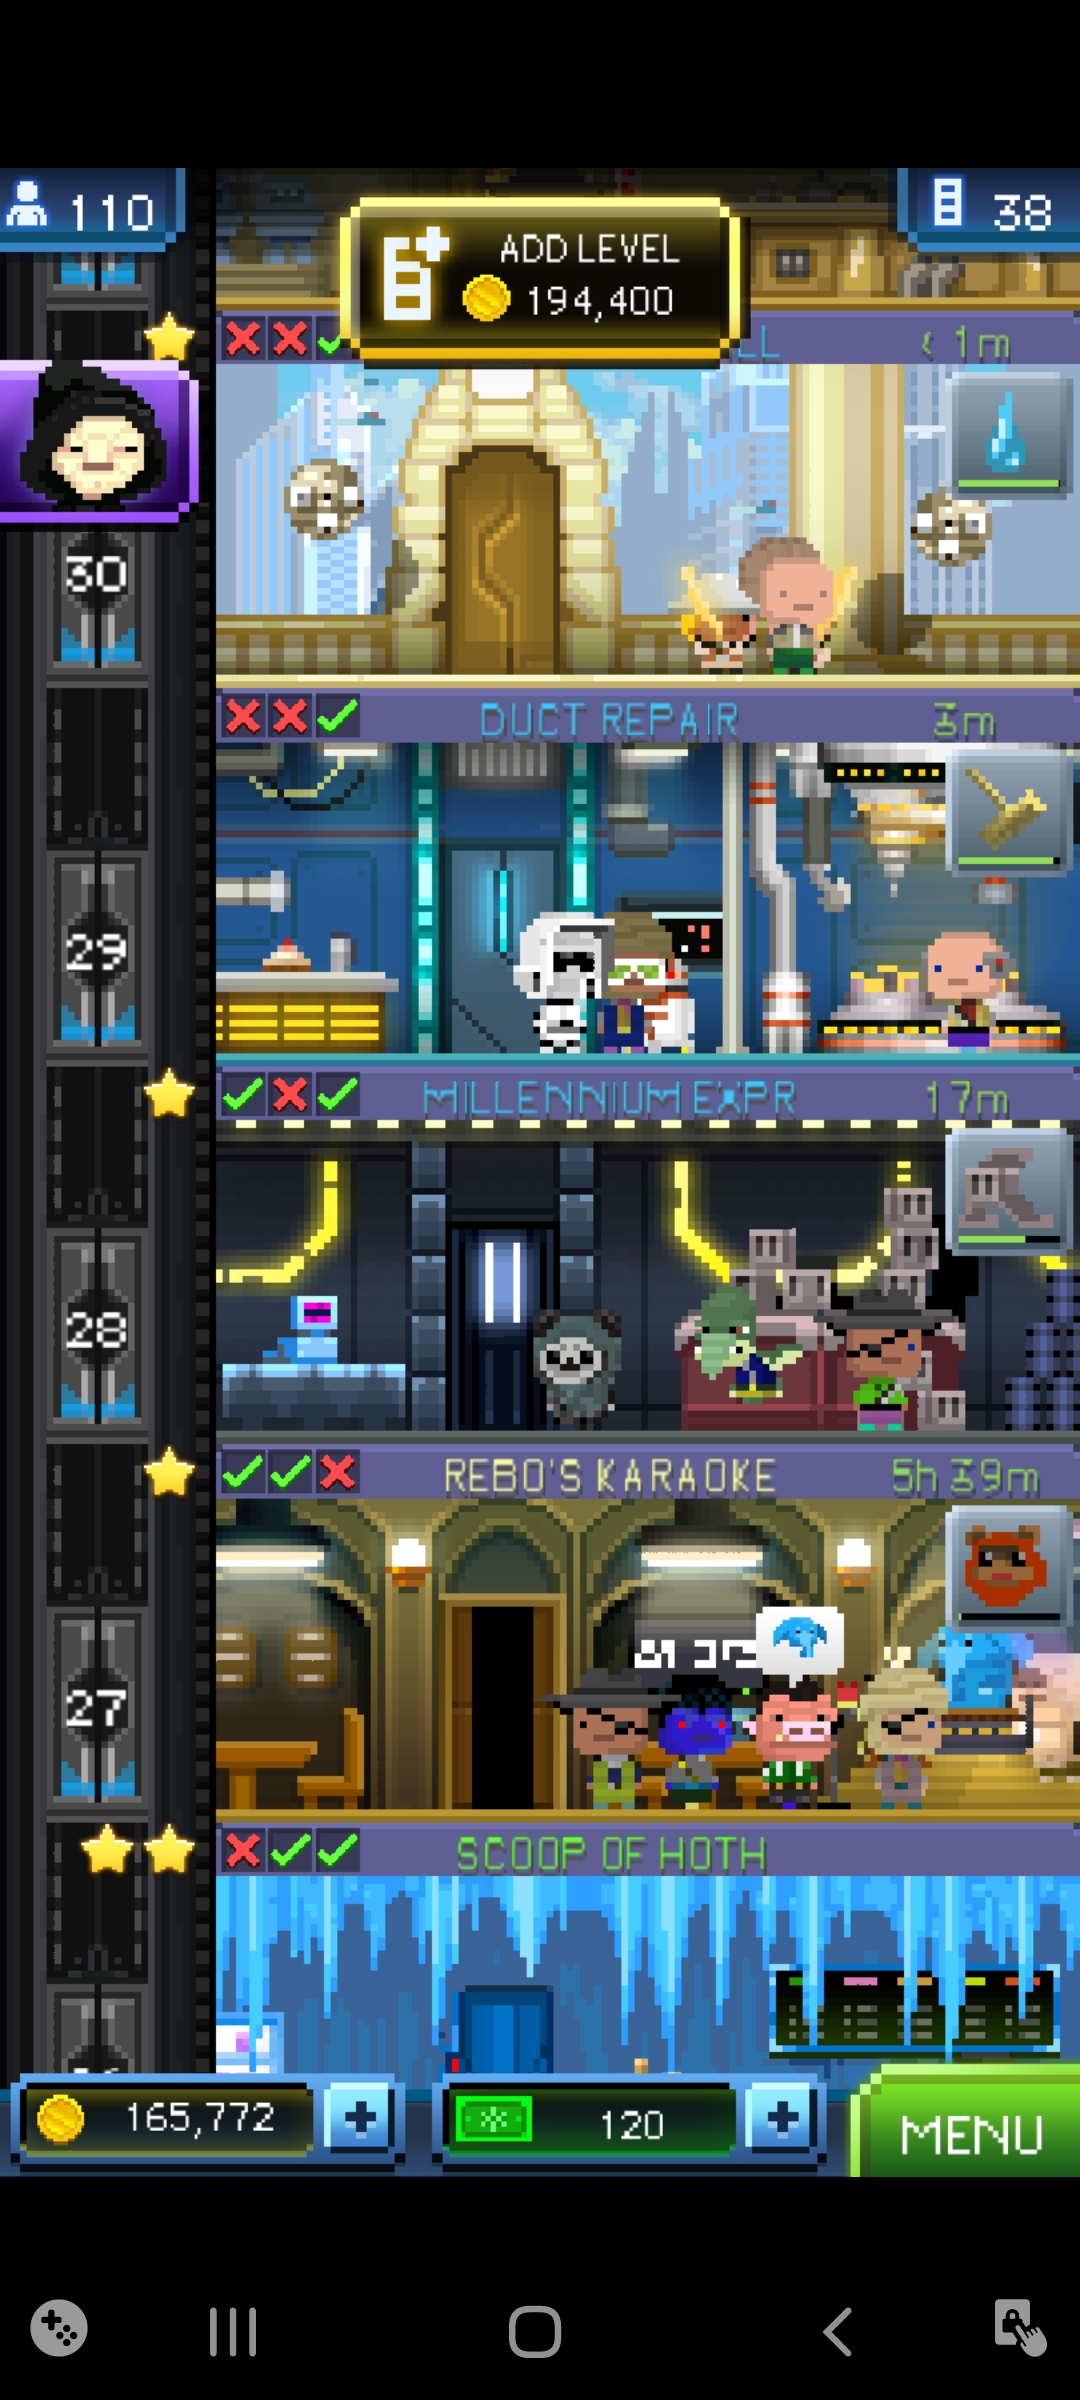 110
ADD LEVEL
194,400
38
LL
< 1m
30
DUCT REPAIR
3m
29
MILLENNIUM EXPR
17m
28
REBO'S KARAOKE
5h 39m
27
SCOOP OF HOTH
165,772
120
MENU